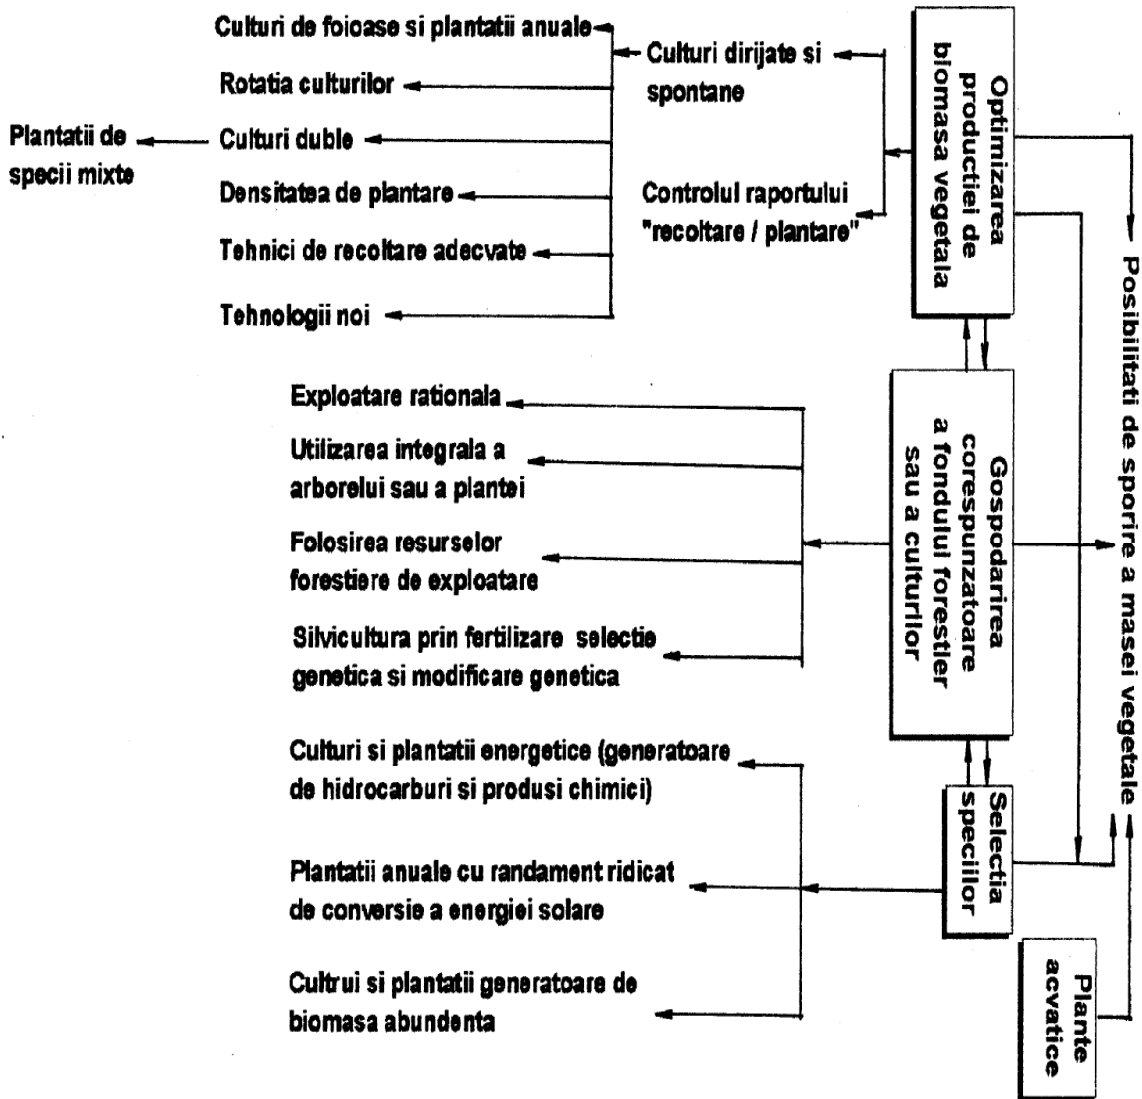 Culturi de foioase si plantatii anuale
Rotatia culturilor
Culturi duble
Plantatii de
specii mixte
Densitatea de plantare
Tehnici de recoltare adecvate
Tehnologii noi
Culturi dirijate si
spontane
Controlul raportului
"recoltare / plantare"
Optimizarea
productiei de
biomasa vegetala
Exploatare rationala
Utilizarea integrala a
arborelui sau a plantei
Folosirea resurselor
forestiere de exploatare
Silvicultura prin fertilizare selectie
genetica si modificare genetica
Gospodarirea
corespunzatoare
a fondului forestier
sau a culturilor
Culturi si plantatii energetice (generatoare
de hidrocarburi si produsi chimici)
Plantatii anuale cu randament ridicat
de conversie a energiei solare
Cultrui si plantatii generatoare de
biomasa abundenta
Selectia
speciilor
Plante
acvatice
Posibilitati de sporire a masei vegetale